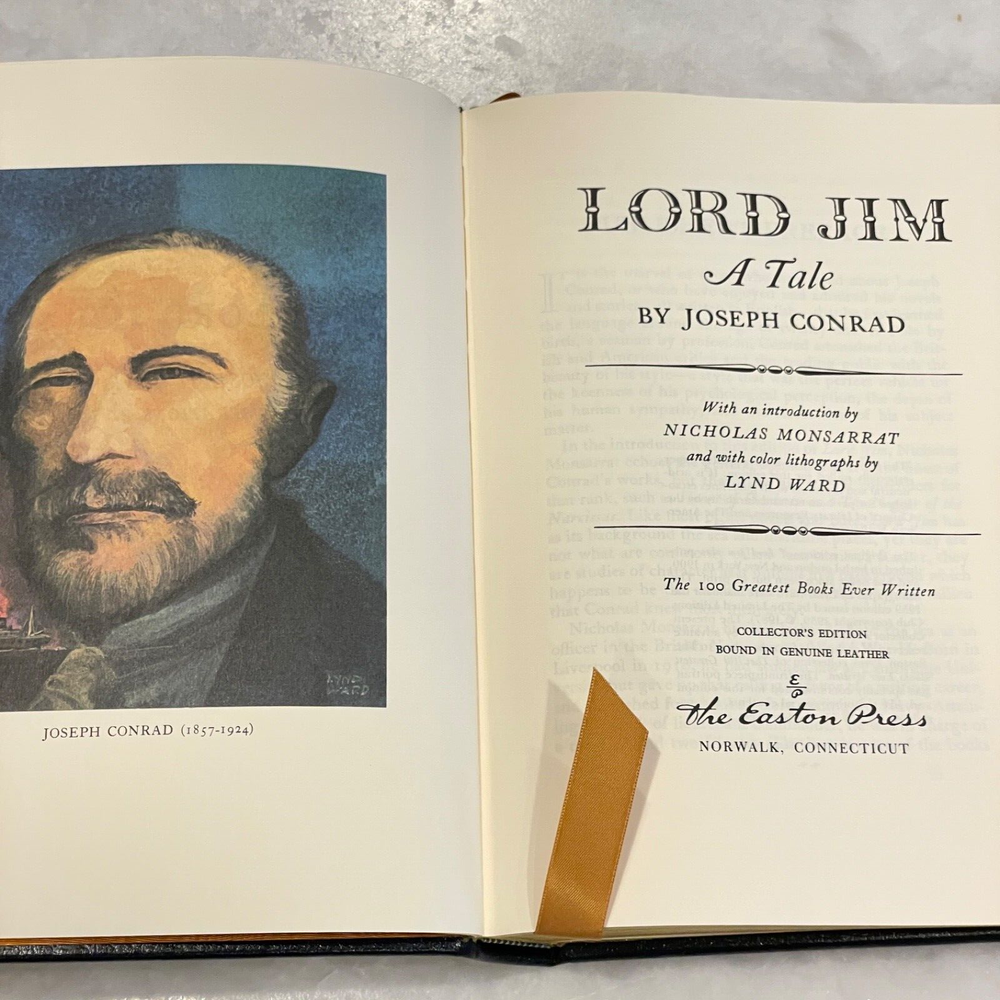 LYND
WARD
JOSEPH CONRAD (1857-1924)
LORD JIM
A Tale
BY JOSEPH CONRAD
With an introduction by
NICHOLAS MONSARRAT
and with color lithographs by
LYND WARD
The 100 Greatest Books Ever Written
COLLECTOR'S EDITION
BOUND IN GENUINE LEATHER
E
P
The Easton Press
NORWALK, CONNECTICUT